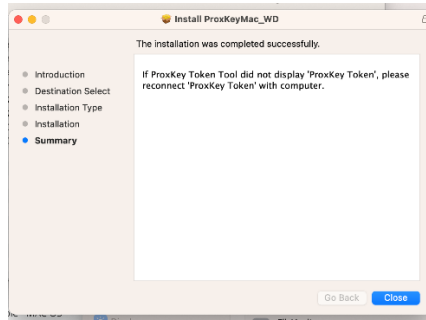 Install ProxKeyMac_WD
The installation was completed successfully.
Introduction
Destination Select
Installation Type
Installation
Summary
If ProxKey Token Tool did not display 'ProxKey Token', please
reconnect 'ProxKey Token' with computer.
Go Back
Close